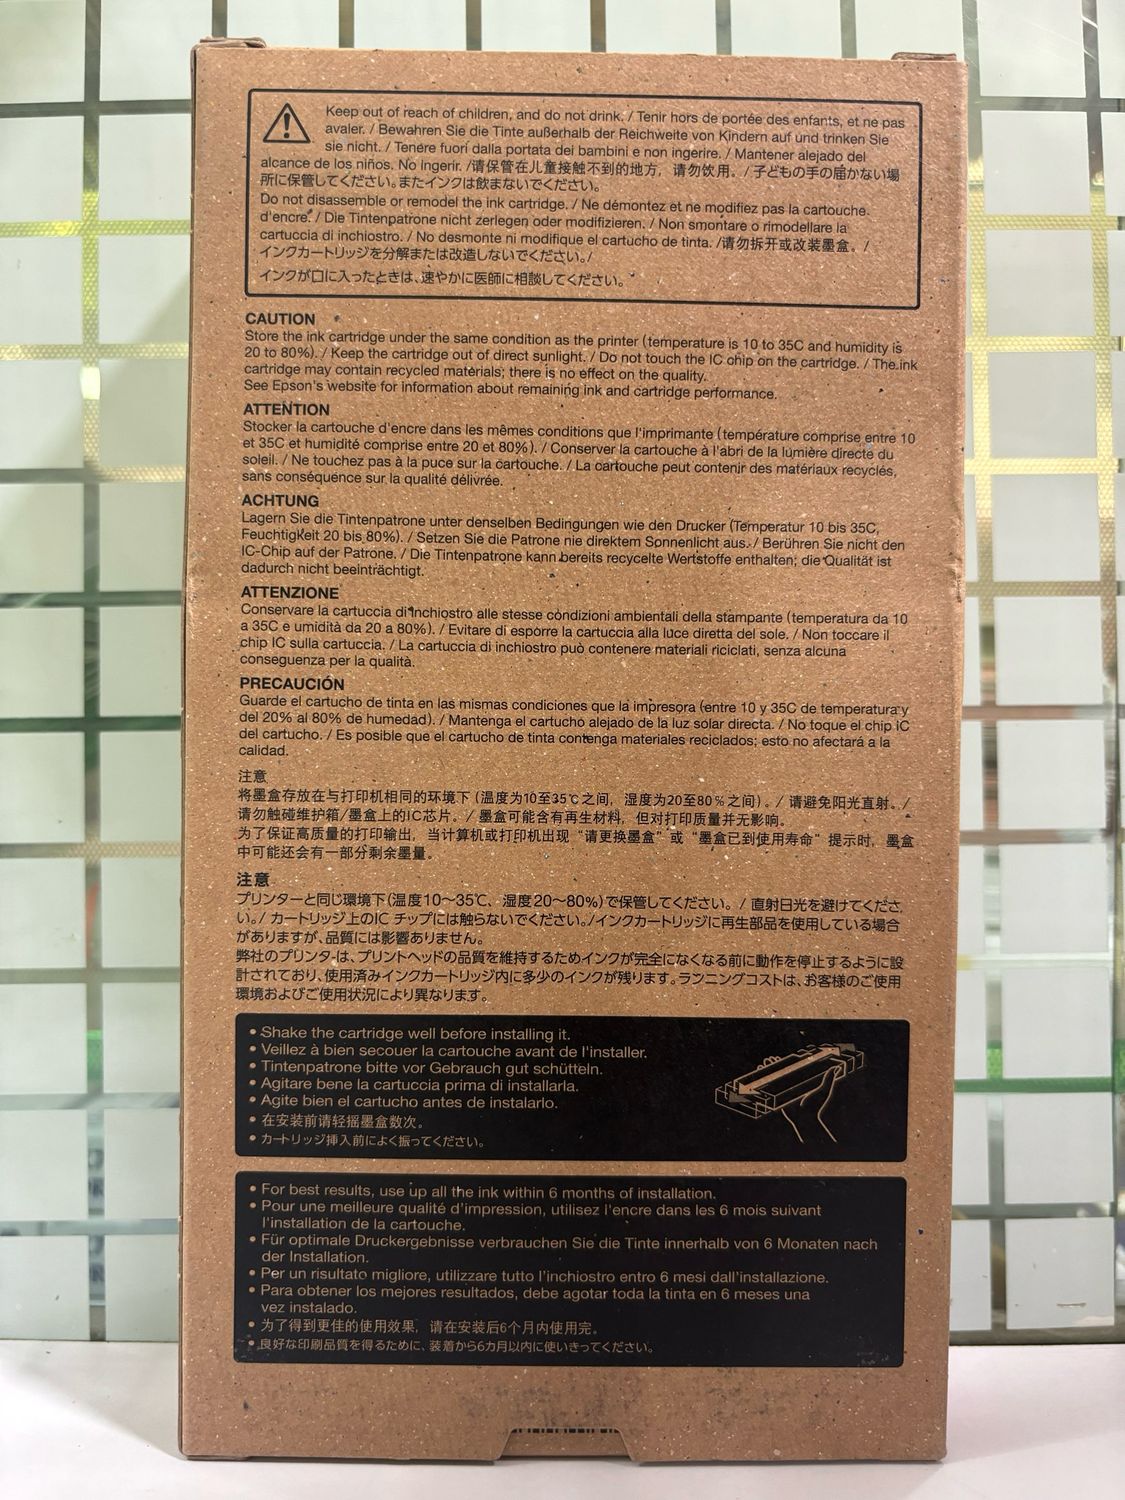 Keep out of reach of children, and do not drink. / Tenir hors de portée des enfants, et ne pas
avaler. / Bewahren Sie die Tinte außerhalb der Reichweite von Kindern auf und trinken Sie
sie nicht. / Tenere fuori dalla portata dei bambini e non ingerire. / Mantener alejado del
alcance de los niños. No ingerir. /请保管在儿童接触不到的地方，请勿饮用。/ 子どもの手の届かない場
所に保管してください。またインクは飲まないでください。
Do not disassemble or remodel the ink cartridge. / Ne démontez et ne modifiez pas la cartouche
d'encre. / Die Tintenpatrone nicht zerlegen oder modifizieren. / Non smontare o rimodellare la
cartuccia di inchiostro. / No desmonte ni modifique el cartucho de tinta. /请勿拆开或改装墨盒。/
インクカートリッジを分解または改造しないでください。/
インクが口に入ったときは、速やかに医師に相談してください。
CAUTION
Store the ink cartridge under the same condition as the printer (temperature is 10 to 35C and humidity is
20 to 80%). / Keep the cartridge out of direct sunlight. / Do not touch the IC chip on the cartridge. / The ink
cartridge may contain recycled materials; there is no effect on the quality.
See Epson's website for information about remaining ink and cartridge performance.
ATTENTION
Stocker la cartouche d'encre dans les mêmes conditions que l'imprimante (température comprise entre 10
et 35C et humidité comprise entre 20 et 80%). / Conserver la cartouche à l'abri de la lumière directe du
soleil. / Ne touchez pas à la puce sur la cartouche. / La cartouche peut contenir des matériaux recyclés,
sans conséquence sur la qualité délivrée.
ACHTUNG
Lagern Sie die Tintenpatrone unter denselben Bedingungen wie den Drucker (Temperatur 10 bis 35C,
Feuchtigkeit 20 bis 80%). / Setzen Sie die Patrone nie direktem Sonnenlicht aus. / Berühren Sie nicht den
IC-Chip auf der Patrone. / Die Tintenpatrone kann bereits recycelte Wertstoffe enthalten; die Qualität ist
dadurch nicht beeinträchtigt.
ATTENZIONE
Conservare la cartuccia di inchiostro alle stesse condizioni ambientali della stampante (temperatura da 10
a 35C e umidità da 20 a 80%). / Evitare di esporre la cartuccia alla luce diretta del sole. / Non toccare il
chip IC sulla cartuccia. / La cartuccia di inchiostro può contenere materiali riciclati, senza alcuna
conseguenza per la qualità.
PRECAUCIÓN
Guarde el cartucho de tinta en las mismas condiciones que la impresora (entre 10 y 35C de temperatura y
del 20% al 80% de humedad). / Mantenga el cartucho alejado de la luz solar directa. / No toque el chip IC
del cartucho. / Es posible que el cartucho de tinta contenga materiales reciclados; esto no afectará a la
calidad.
注意
将墨盒存放在与打印机相同的环境下 (温度为10至35℃之间，湿度为20至80%之间) 。/ 请避免阳光直射。/
请勿触碰维护箱/墨盒上的IC芯片。/ 墨盒可能含有再生材料，但对打印质量并无影响。
为了保证高质量的打印输出，当计算机或打印机出现“请更换墨盒”或“墨盒已到使用寿命”提示时，墨盒
中可能还会有一部分剩余墨量。
注意
プリンターと同じ環境下(温度10～35℃、湿度20～80%)で保管してください。/ 直射日光を避けてくださ
い。/ カートリッジ上のIC チップには触らないでください。/インクカートリッジに再生部品を使用している場合
がありますが、品質には影響ありません。
弊社のプリンターは、プリントヘッドの品質を維持するためインクが完全になくなる前に動作を停止するように設
計されており、使用済みインクカートリッジ内に多少のインクが残ります。ランニングコストは、お客様のご使用
環境およびご使用状況により異なります。
• Shake the cartridge well before installing it.
• Veillez à bien secouer la cartouche avant de l'installer.
• Tintenpatrone bitte vor Gebrauch gut schütteln.
• Agitare bene la cartuccia prima di installarla.
• Agite bien el cartucho antes de instalarlo.
• 在安装前请轻摇墨盒数次。
• カートリッジ挿入前によく振ってください。
• For best results, use up all the ink within 6 months of installation.
• Pour une meilleure qualité d'impression, utilisez l'encre dans les 6 mois suivant
l'installation de la cartouche.
• Für optimale Druckergebnisse verbrauchen Sie die Tinte innerhalb von 6 Monaten nach
der Installation.
• Per un risultato migliore, utilizzare tutto l'inchiostro entro 6 mesi dall'installazione.
• Para obtener los mejores resultados, debe agotar toda la tinta en 6 meses una
vez instalado.
• 为了得到更佳的使用效果，请在安装后6个月内使用完。
• 良好な印刷品質を得るために、装着から6カ月以内に使いきってください。